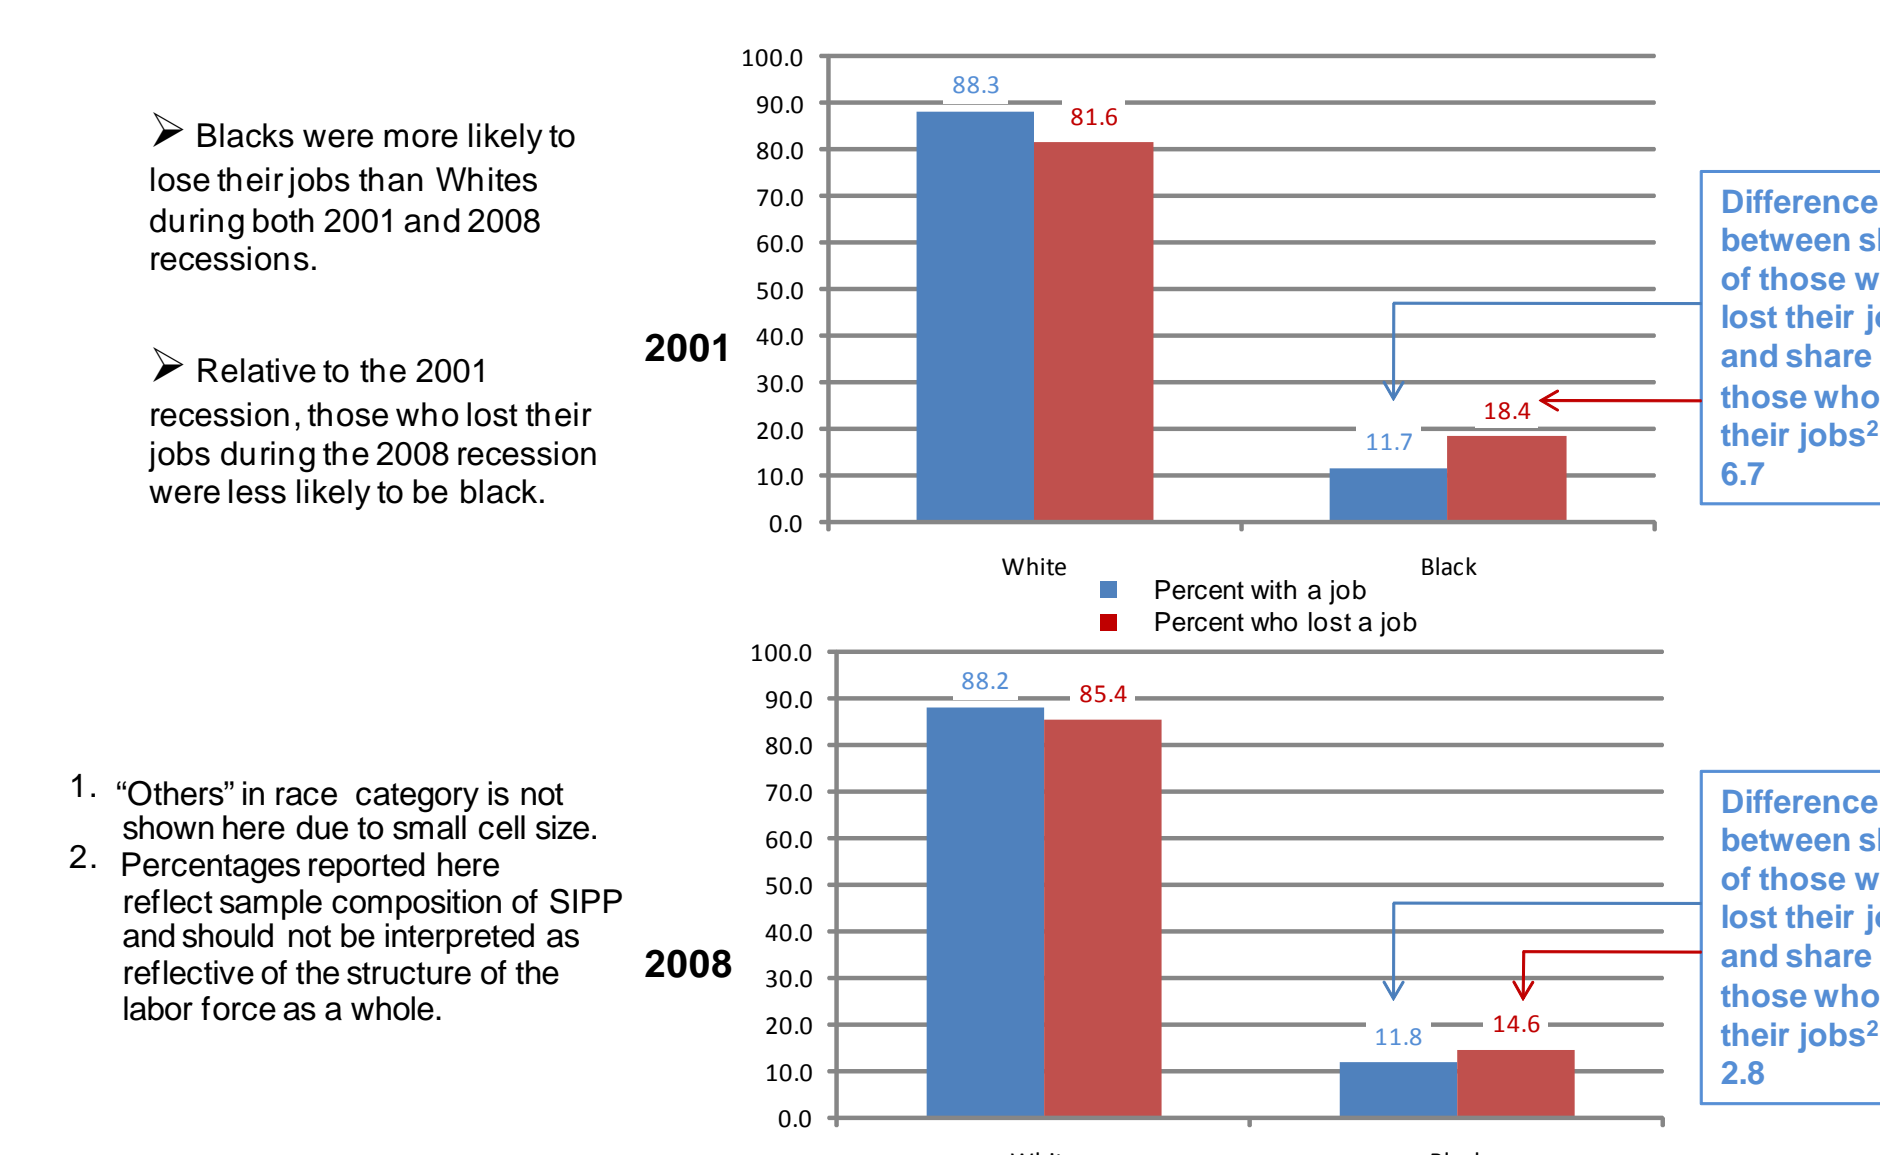 ➢ Blacks were more likely to
lose their jobs than Whites
during both 2001 and 2008
recessions.
➢ Relative to the 2001
recession, those who lost their
jobs during the 2008 recession
were less likely to be black.
1. “Others” in race category is not
shown here due to small cell size.
2. Percentages reported here
reflect sample composition of SIPP
and should not be interpreted as
reflective of the structure of the
labor force as a whole.
2001
100.0
90.0
80.0
70.0
60.0
50.0
40.0
30.0
20.0
10.0
0.0
88.3
81.6
11.7
18.4
White
Black
Difference
between
of those
lost their
and share
those who
their jobs²
6.7
Percent with a job
Percent who lost a job
2008
100.0
90.0
80.0
70.0
60.0
50.0
40.0
30.0
20.0
10.0
0.0
88.2
85.4
11.8
14.6
Difference
between
of those
lost their
and share
those who
their jobs²
2.8